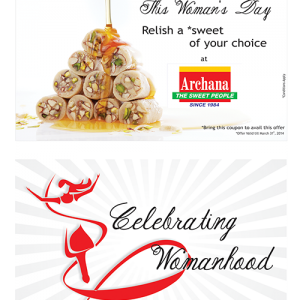 This Woman's Day
Relish a *sweet
of your choice
at
Archana
THE SWEET PEOPLE
SINCE 1984
*Bring this coupon to avail this offer
Celebrating
Womanhood